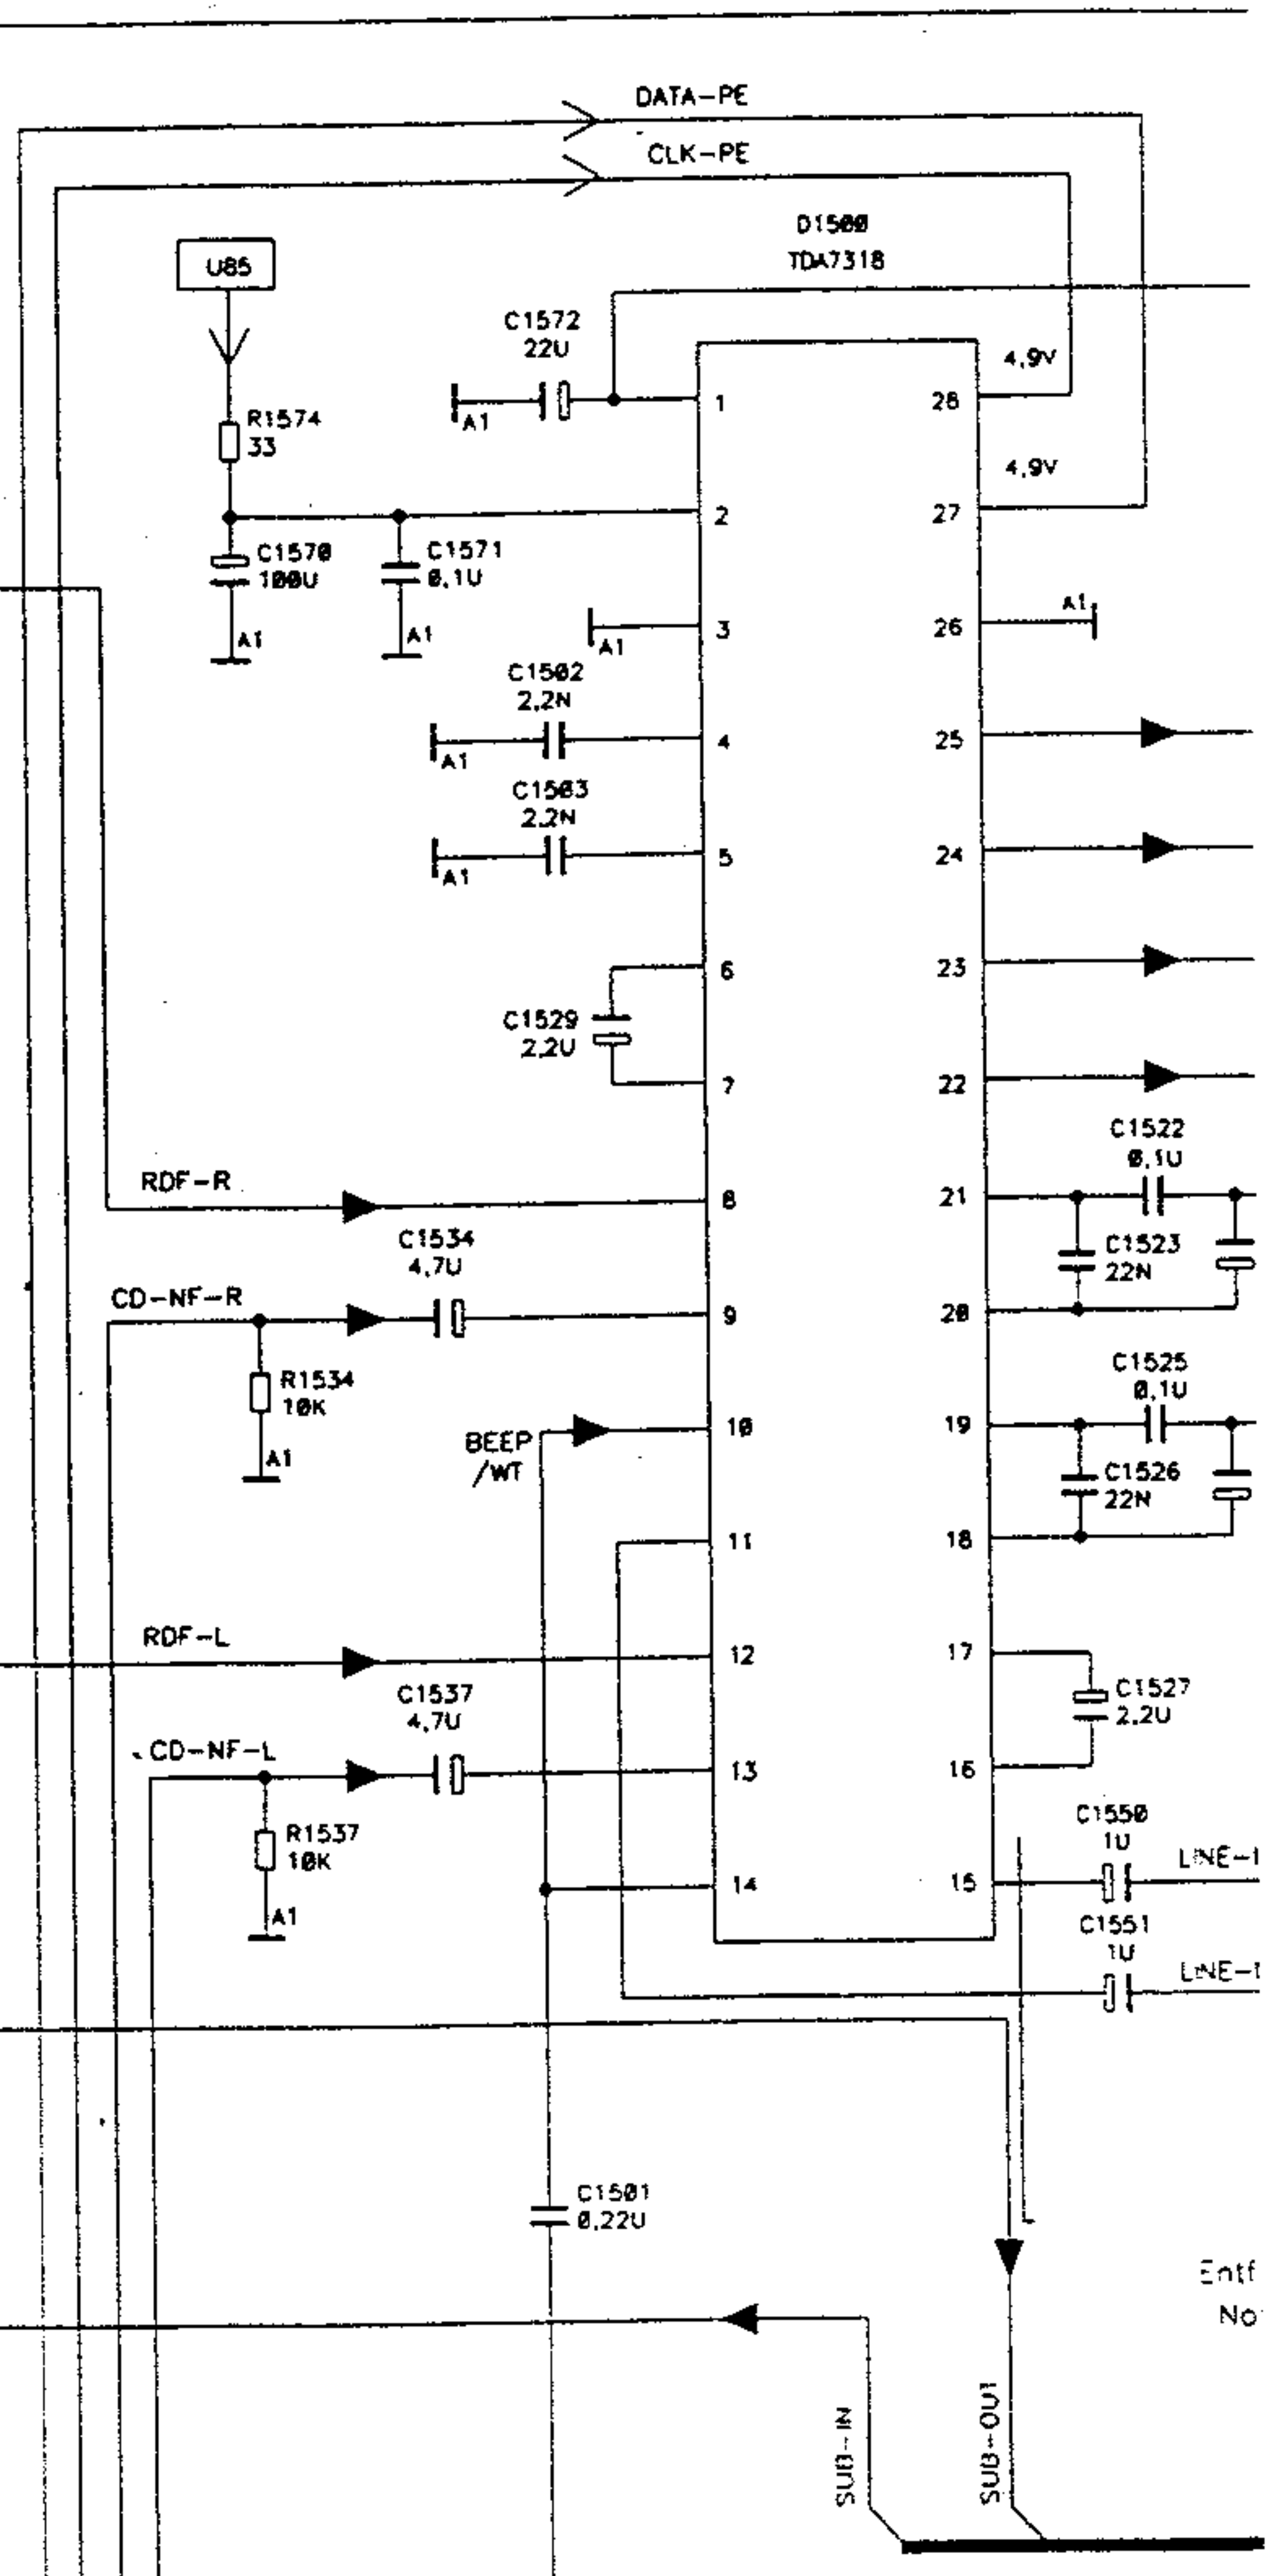 DATA-PE
CLK-PE
D1500
TDA7318
U85
C1572
22U
4,9V
A1
1
28
R1574
33
4,9V
2
27
C1570
100U
C1571
0,1U
A1
A1
A1
3
26
A1
C1502
2,2N
A1
4
25
C1503
2,2N
A1
5
24
6
23
C1529
2,2U
7
22
C1522
0,1U
RDF-R
8
21
C1534
4,7U
C1523
22N
CD-NF-R
9
20
R1534
10K
A1
C1525
0,1U
BEEP
/WT
10
19
C1526
22N
11
18
RDF-L
12
17
C1537
4,7U
C1527
2,2U
CD-NF-L
13
16
R1537
10K
A1
C1550
1U
LINE-
14
15
C1551
1U
LINE-
C1501
0,22U
Entf
No
SUB-IN
SUB-OUT